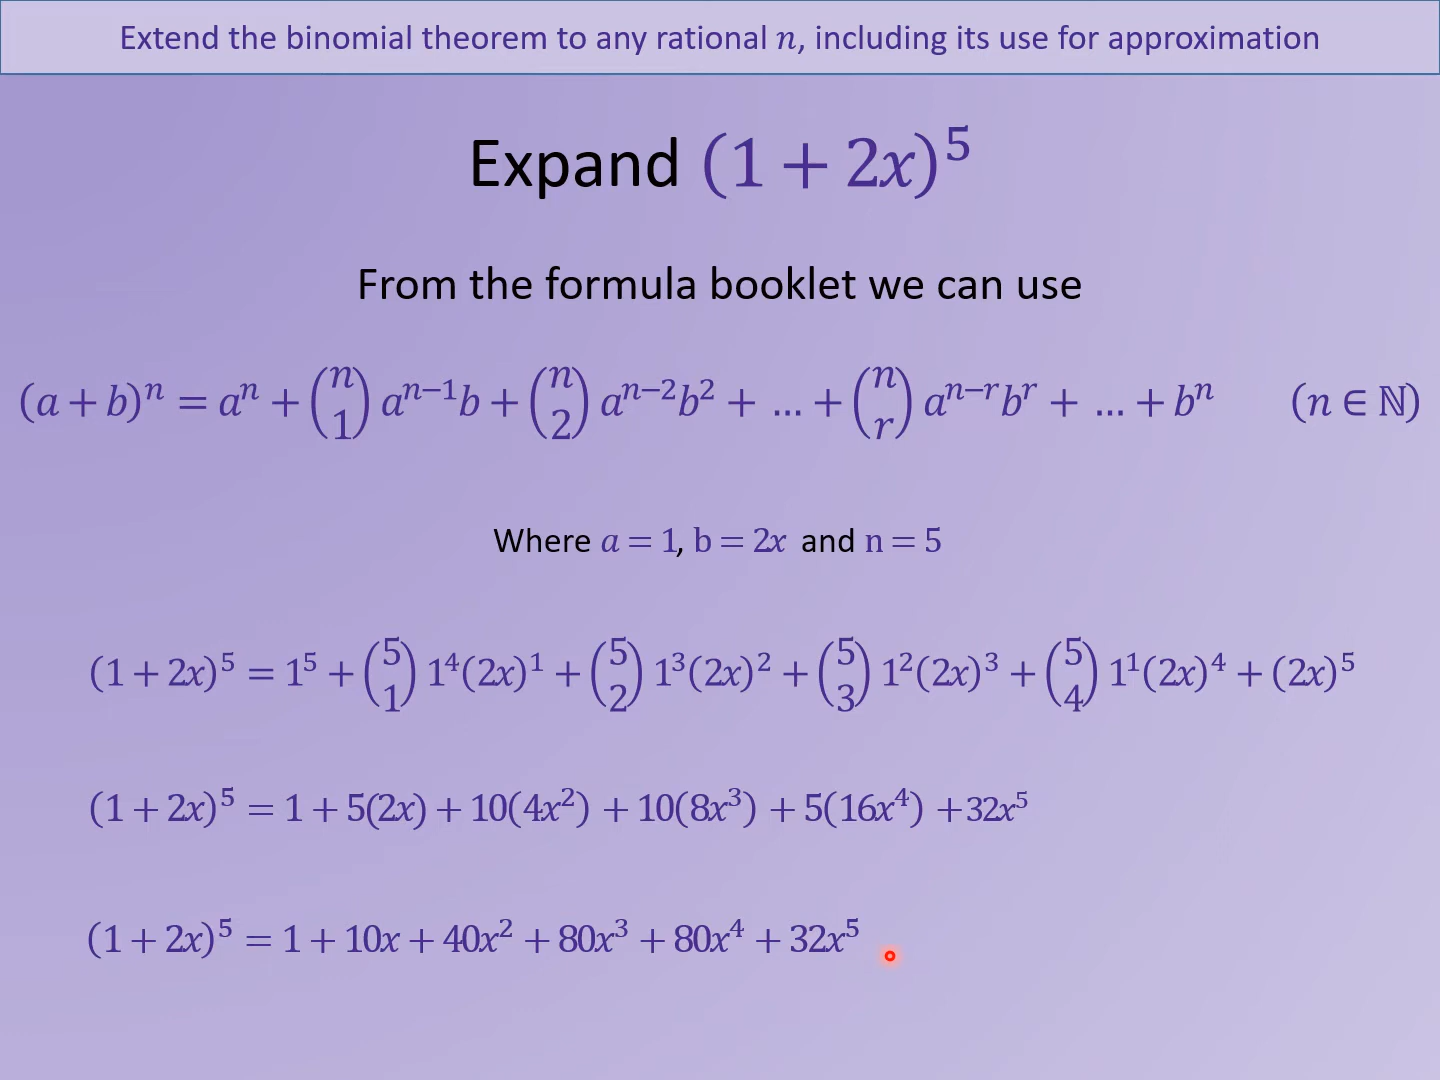 Extend the binomial theorem to any rational n, including its use for approximation
Expand (1 + 2x)^5
From the formula booklet we can use
(a + b)^n = a^n + (n 1) a^{n−1}b + (n 2) a^{n−2}b^2 + … + (n r) a^{n−r}b^r + … + b^n (n ∈ ℕ)
Where a = 1, b = 2x and n = 5
(1 + 2x)^5 = 1^5 + (5 1) 1^4(2x)^1 + (5 2) 1^3(2x)^2 + (5 3) 1^2(2x)^3 + (5 4) 1^1(2x)^4 + (2x)^5
(1 + 2x)^5 = 1 + 5(2x) + 10(4x^2) + 10(8x^3) + 5(16x^4) +32x^5
(1 + 2x)^5 = 1 + 10x + 40x^2 + 80x^3 + 80x^4 + 32x^5